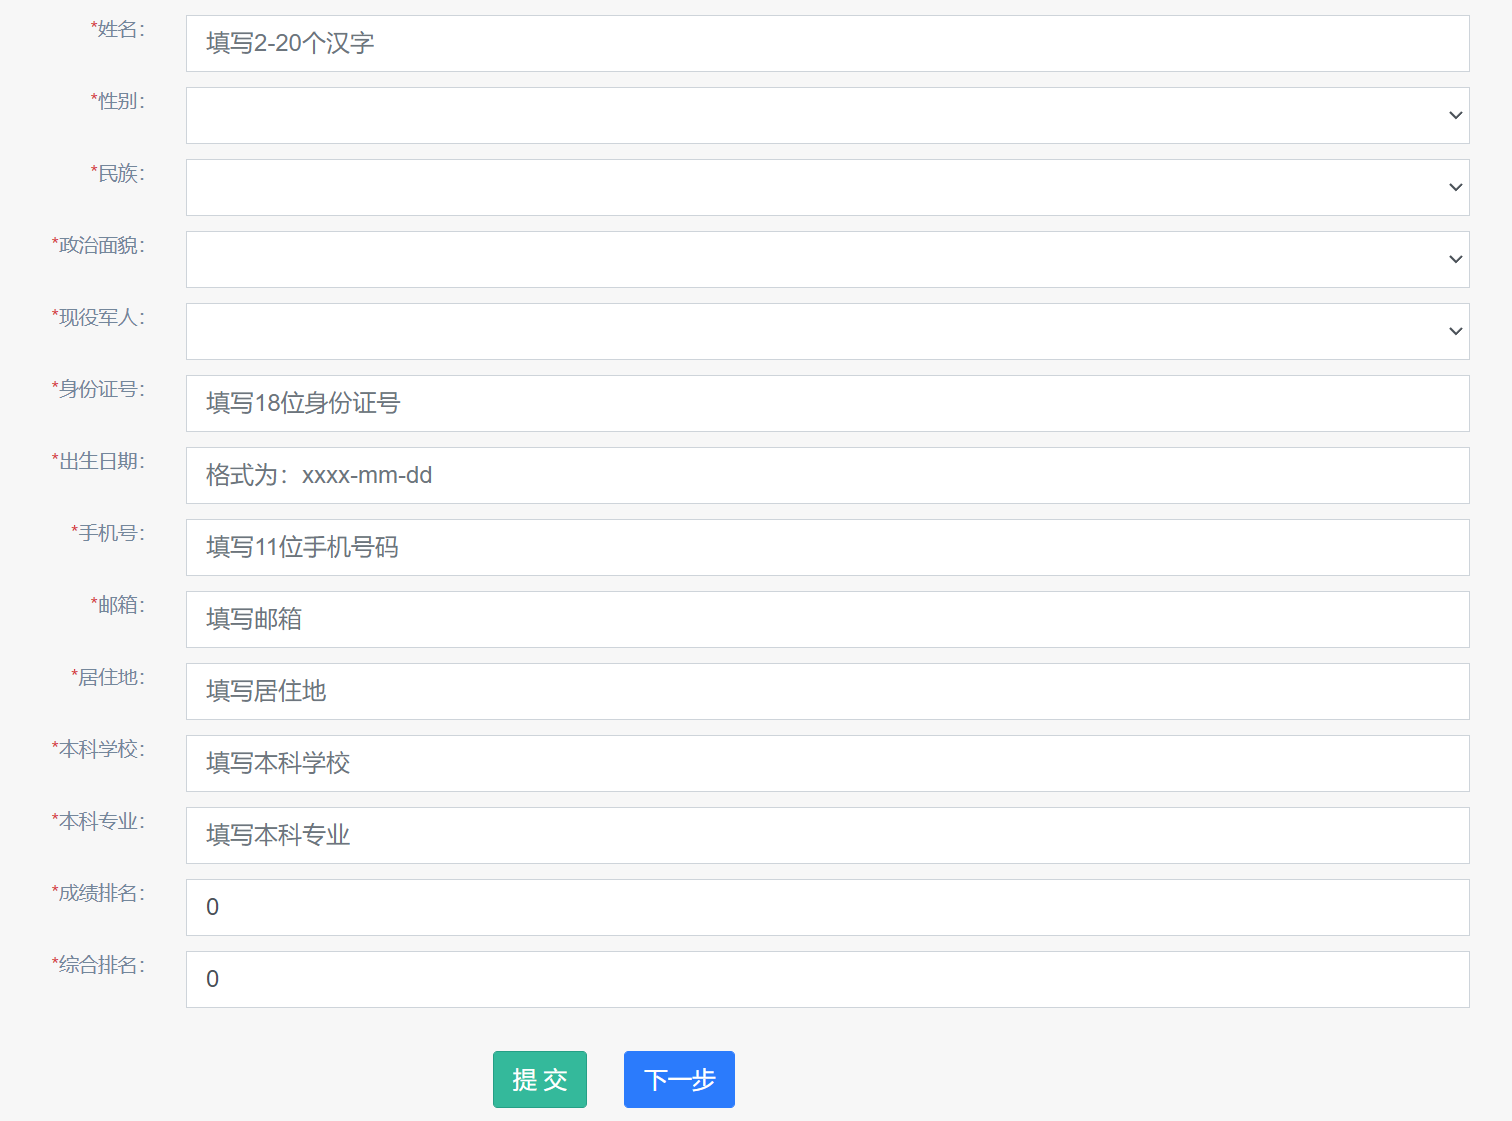 *姓名： 填写2-20个汉字
*性别：
*民族：
*政治面貌：
*现役军人：
*身份证号： 填写18位身份证号
*出生日期： 格式为：xxxx-mm-dd
*手机号： 填写11位手机号码
*邮箱： 填写邮箱
*居住地： 填写居住地
*本科学校： 填写本科学校
*本科专业： 填写本科专业
*成绩排名： 0
*综合排名： 0
提 交 下一步